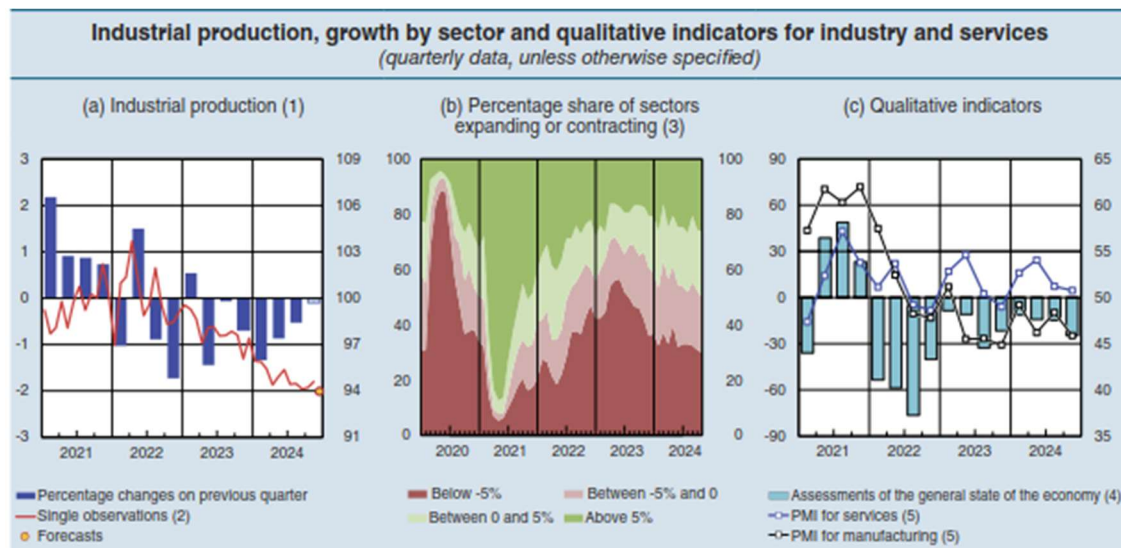 Industrial production, growth by sector and qualitative indicators for industry and services
(quarterly data, unless otherwise specified)
(a) Industrial production (1)
(b) Percentage share of sectors
expanding or contracting (3)
(c) Qualitative indicators
3 109 100 100 90 65
2 106 80 80 60 60
1 103 60 60 30 55
0 100 0 50
-1 97 40 40 -30 45
-2 94 20 20 -60 40
-3 91 0 0 -90 35
2021 2022 2023 2024
2020 2021 2022 2023 2024
2021 2022 2023 2024
Percentage changes on previous quarter
Single observations (2)
Forecasts
Below -5% Between -5% and 0
Between 0 and 5% Above 5%
Assessments of the general state of the economy (4)
PMI for services (5)
PMI for manufacturing (5)